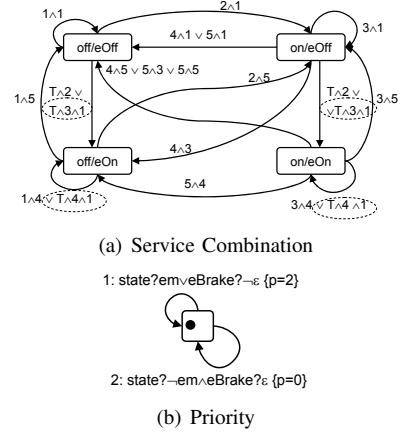 2∧1
1∧1
3∧1
off/eOff
4∧1 ∨ 5∧1
on/eOff
4∧5 ∨ 5∧3 ∨ 5∧5
1∧5
T∧2 ∨
T∧3∧1
2∧5
T∧2 ∨
∨T∧3∧1
3∧5
off/eOn
4∧3
on/eOn
1∧4 ∨ T∧4∧1
5∧4
3∧4 ∨ T∧4 ∧1
(a) Service Combination
1: state?em∨eBrake?¬ε {p=2}
2: state?¬em∧eBrake?ε {p=0}
(b) Priority